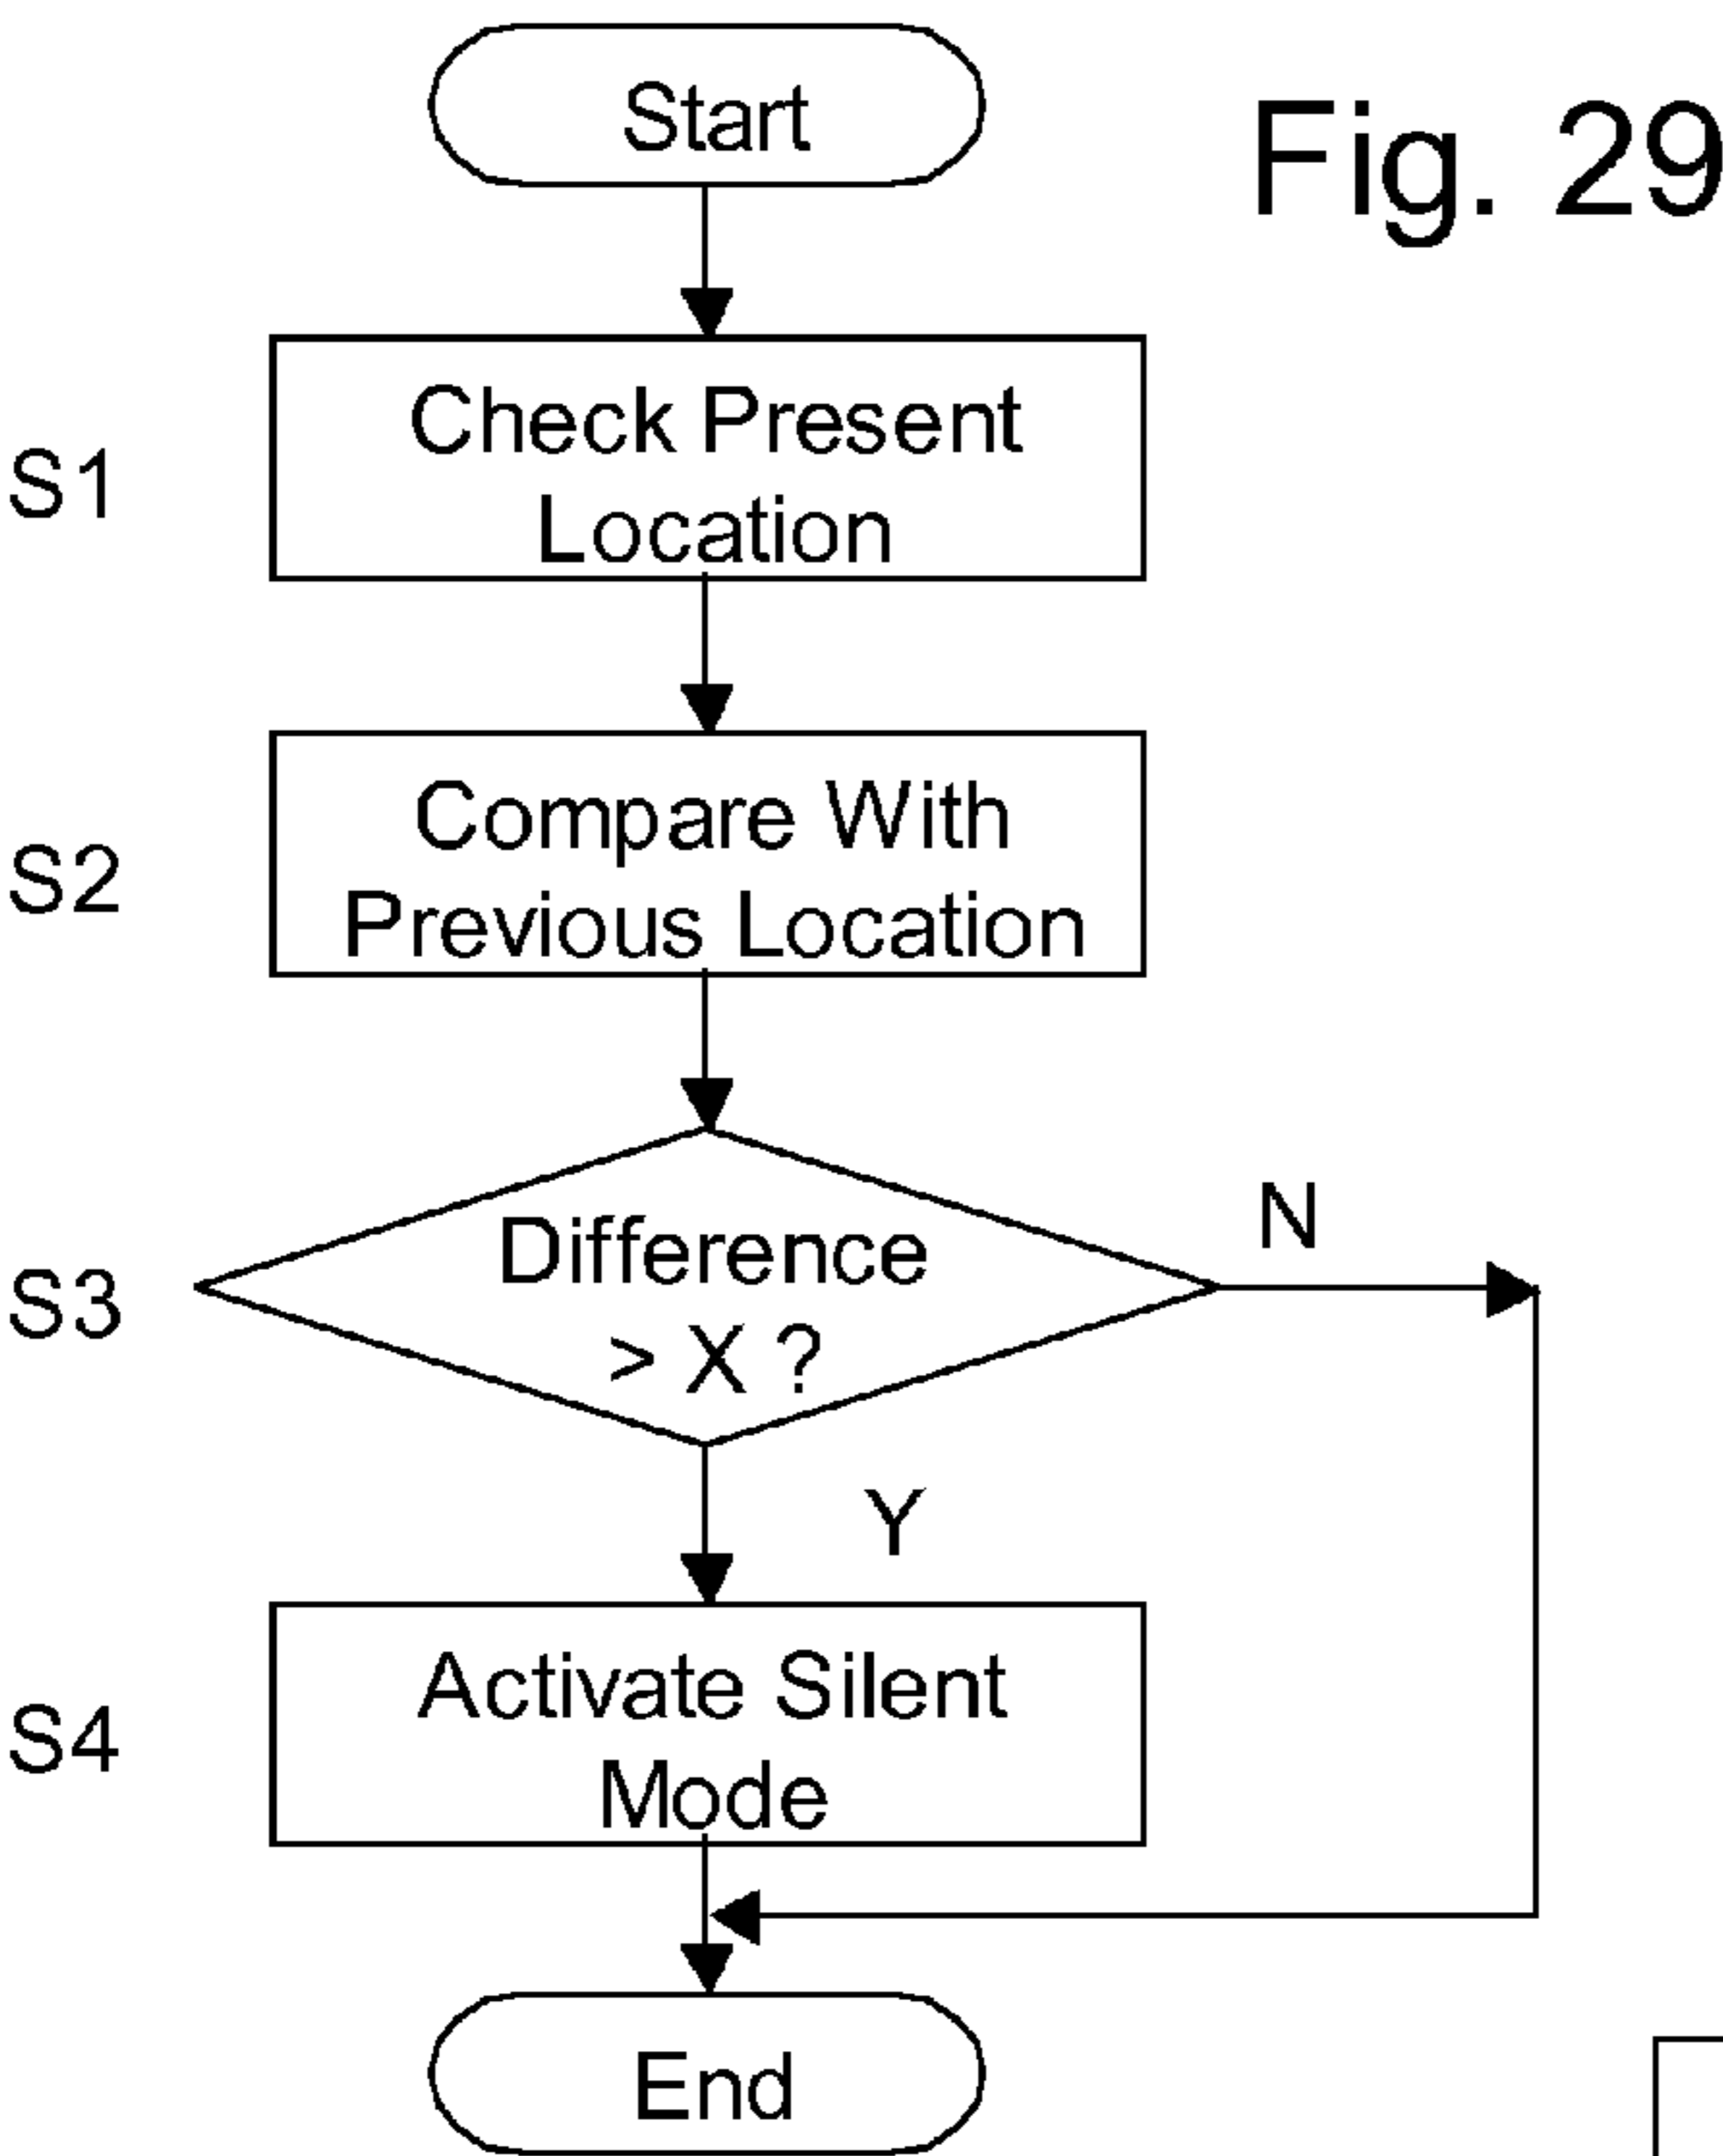 Start
Fig. 29
S1
Check Present
Location
S2
Compare With
Previous Location
S3
Difference
> X ?
N
Y
S4
Activate Silent
Mode
End